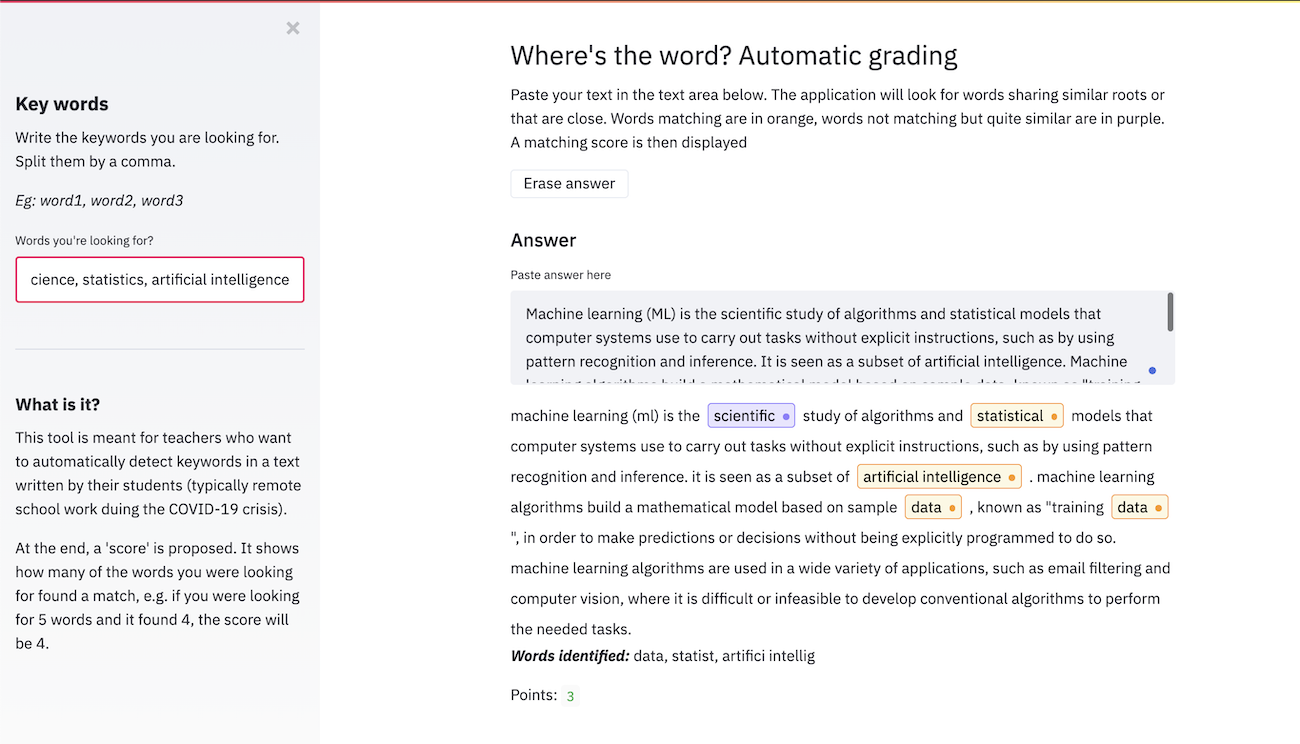 Key words
Write the keywords you are looking for.
Split them by a comma.
Eg: word1, word2, word3
Words you're looking for?
cience, statistics, artificial intelligence
What is it?
This tool is meant for teachers who want
to automatically detect keywords in a text
written by their students (typically remote
school work duing the COVID-19 crisis).
At the end, a 'score' is proposed. It shows
how many of the words you were looking
for found a match, e.g. if you were looking
for 5 words and it found 4, the score will
be 4.
Where's the word? Automatic grading
Paste your text in the text area below. The application will look for words sharing similar roots or
that are close. Words matching are in orange, words not matching but quite similar are in purple.
A matching score is then displayed
Erase answer
Answer
Paste answer here
Machine learning (ML) is the scientific study of algorithms and statistical models that
computer systems use to carry out tasks without explicit instructions, such as by using
pattern recognition and inference. It is seen as a subset of artificial intelligence. Machine
learning algorithms build a mathematical model based on sample data, known as "training
machine learning (ml) is the scientific study of algorithms and statistical models that
computer systems use to carry out tasks without explicit instructions, such as by using pattern
recognition and inference. it is seen as a subset of artificial intelligence . machine learning
algorithms build a mathematical model based on sample data , known as "training data
", in order to make predictions or decisions without being explicitly programmed to do so.
machine learning algorithms are used in a wide variety of applications, such as email filtering and
computer vision, where it is difficult or infeasible to develop conventional algorithms to perform
the needed tasks.
Words identified: data, statist, artifici intellig
Points: 3